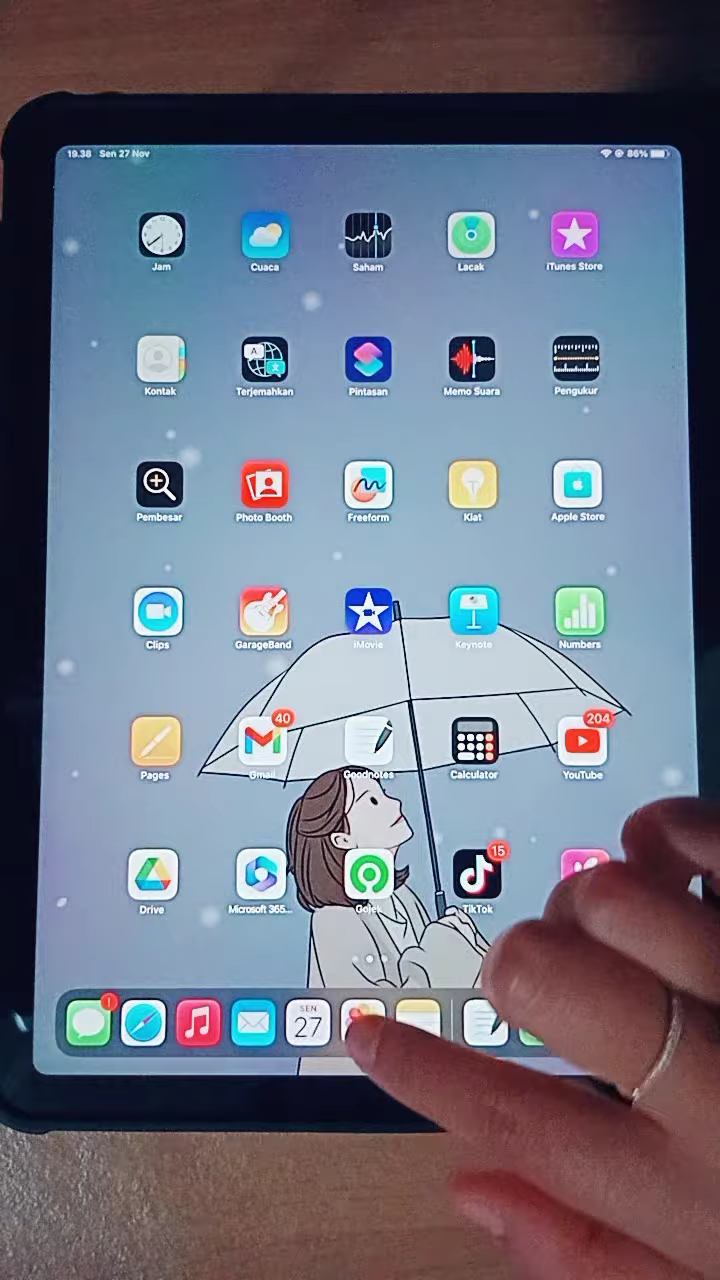 19.38 Sen 27 Nov 86%
Jam Cuaca Saham Lacak iTunes Store
Kontak Terjemahkan Pintasan Memo Suara Pengukur
Pembesar Photo Booth Freeform Kiat Apple Store
Clips GarageBand iMovie Keynote Numbers
40 204
Pages Gmail Goodnotes Calculator YouTube
15
Drive Microsoft 365... Gojek TikTok
!
SEN
27